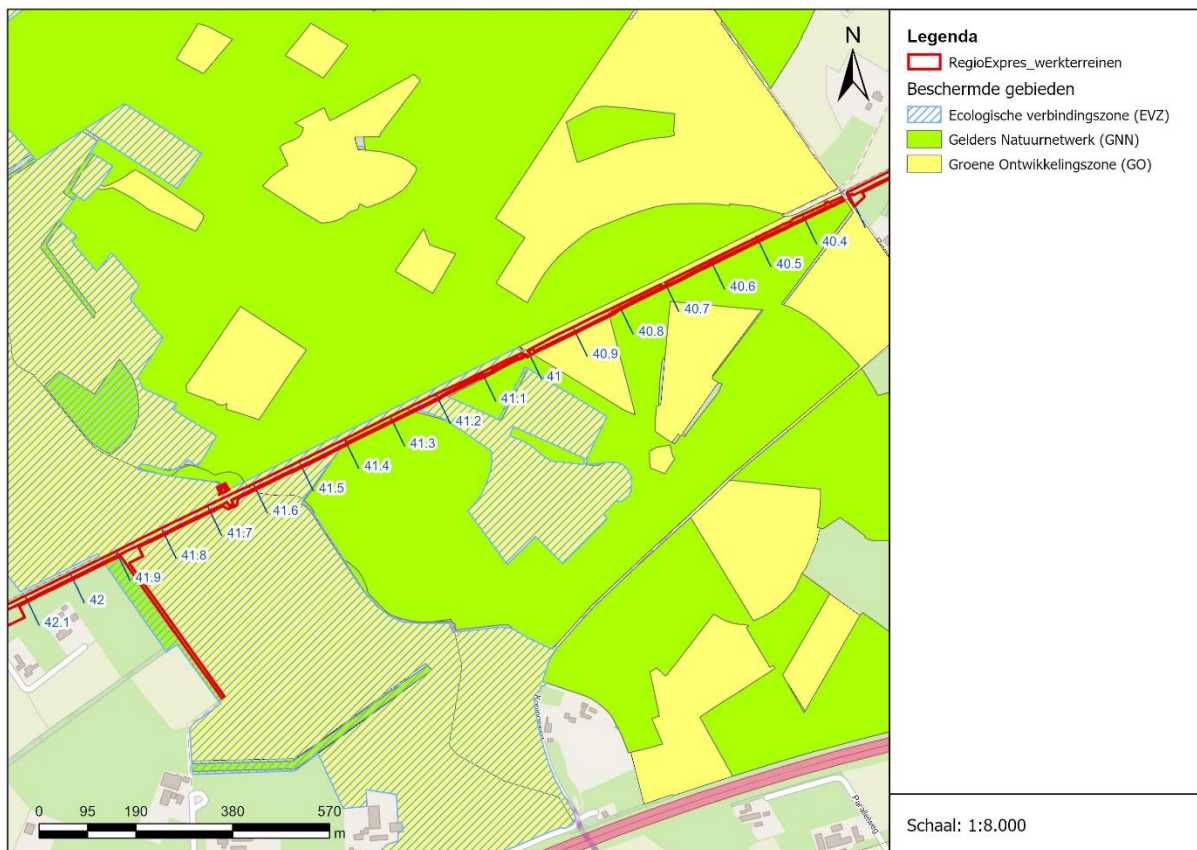 N
40.4
40.5
40.6
40.7
40.8
40.9
41
41.1
41.2
41.3
41.4
41.5
41.6
41.7
41.8
41.9
42
42.1
Parallelweg
0 95 190 380 570
m
Legenda
RegioExpres_werkterreinen
Beschermde gebieden
Ecologische verbindingszone (EVZ)
Gelders Natuurnetwerk (GNN)
Groene Ontwikkelingszone (GO)
Schaal: 1:8.000